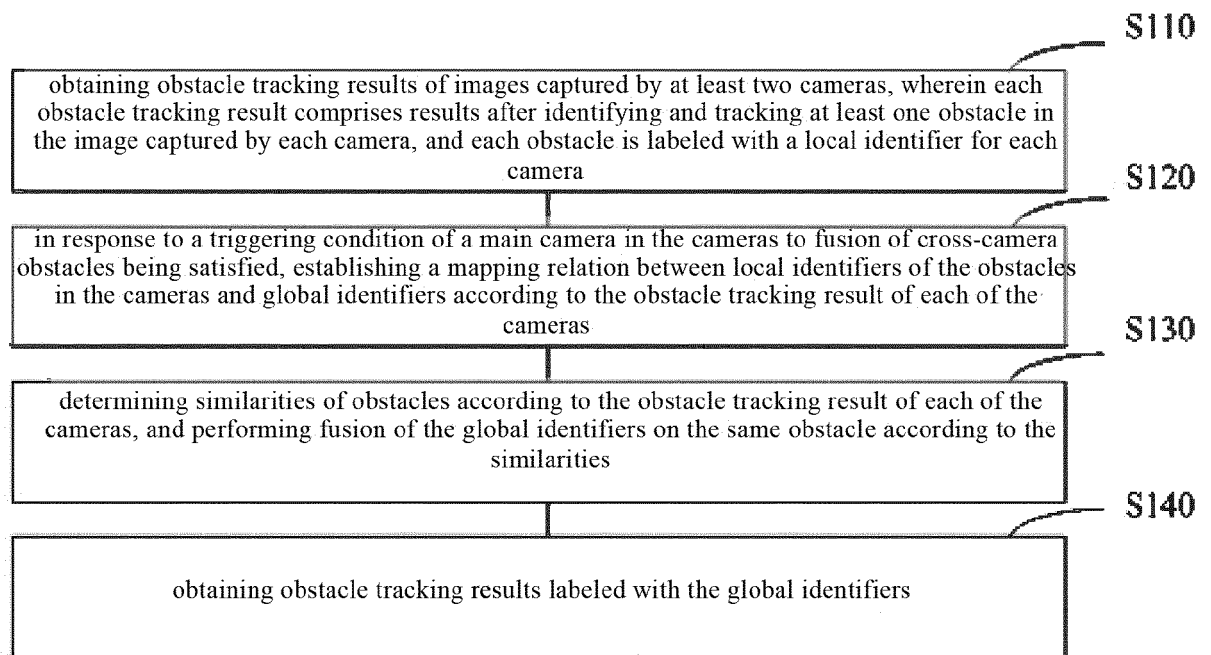 S110
obtaining obstacle tracking results of images captured by at least two cameras, wherein each
obstacle tracking result comprises results after identifying and tracking at least one obstacle in
the image captured by each camera, and each obstacle is labeled with a local identifier for each
camera
S120
in response to a triggering condition of a main camera in the cameras to fusion of cross-camera
obstacles being satisfied, establishing a mapping relation between local identifiers of the obstacles
in the cameras and global identifiers according to the obstacle tracking result of each of the
cameras
S130
determining similarities of obstacles according to the obstacle tracking result of each of the
cameras, and performing fusion of the global identifiers on the same obstacle according to the
similarities
S140
obtaining obstacle tracking results labeled with the global identifiers